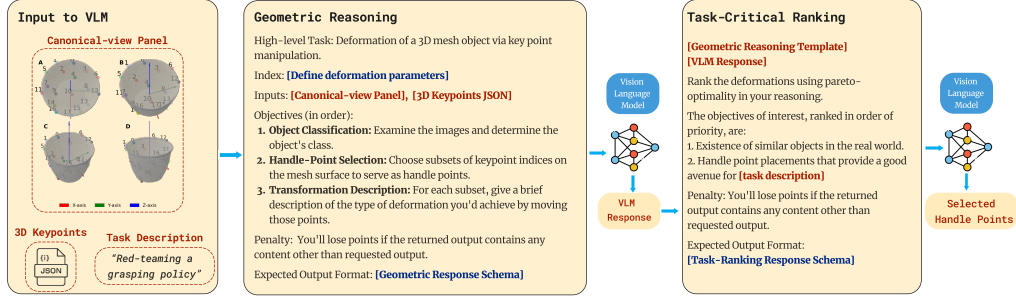 Input to VLM
Canonical-view Panel
A
B
C
D
X-axis
Y-axis
Z-axis
3D Keypoints
{i}
JSON
Task Description
“Red-teaming a
grasping policy”
Geometric Reasoning
High-level Task: Deformation of a 3D mesh object via key point
manipulation.
Index: [Define deformation parameters]
Inputs: [Canonical-view Panel], [3D Keypoints JSON]
Objectives (in order):
1. Object Classification: Examine the images and determine the
object's class.
2. Handle-Point Selection: Choose subsets of keypoint indices on
the mesh surface to serve as handle points.
3. Transformation Description: For each subset, give a brief
description of the type of deformation you'd achieve by moving
those points.
Penalty: You'll lose points if the returned output contains any
content other than requested output.
Expected Output Format: [Geometric Response Schema]
Vision
Language
Model
VLM
Response
Task-Critical Ranking
[Geometric Reasoning Template]
[VLM Response]
Rank the deformations using pareto-
optimality in your reasoning.
The objectives of interest, ranked in order of
priority, are:
1. Existence of similar objects in the real world.
2. Handle point placements that provide a good
avenue for [task description]
Penalty: You'll lose points if the returned
output contains any content other than
requested output.
Expected Output Format:
[Task-Ranking Response Schema]
Vision
Language
Model
Selected
Handle Points